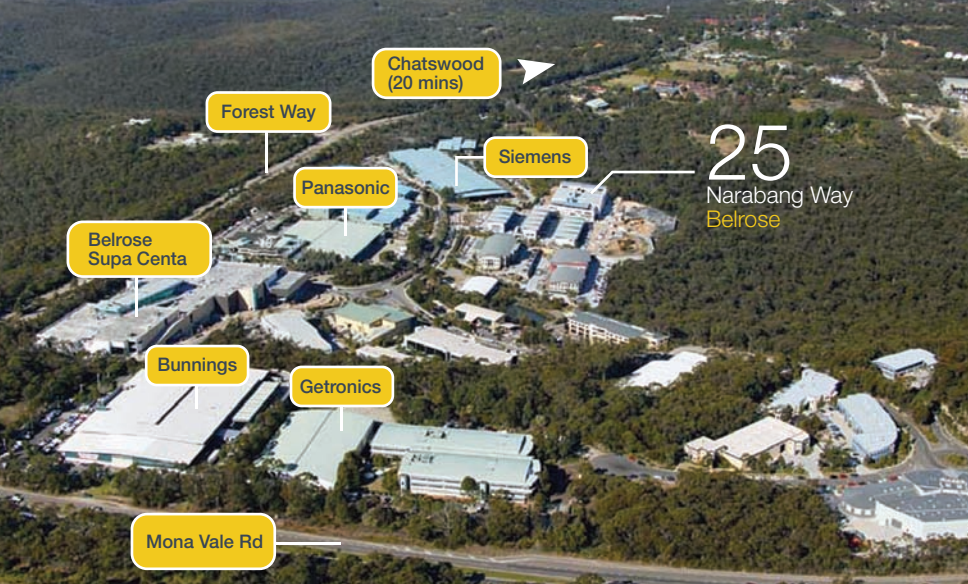 Chatswood
(20 mins)
Forest Way
Siemens
Panasonic
25
Narabang Way
Belrose
Belrose
Supa Centa
Bunnings
Getronics
Mona Vale Rd